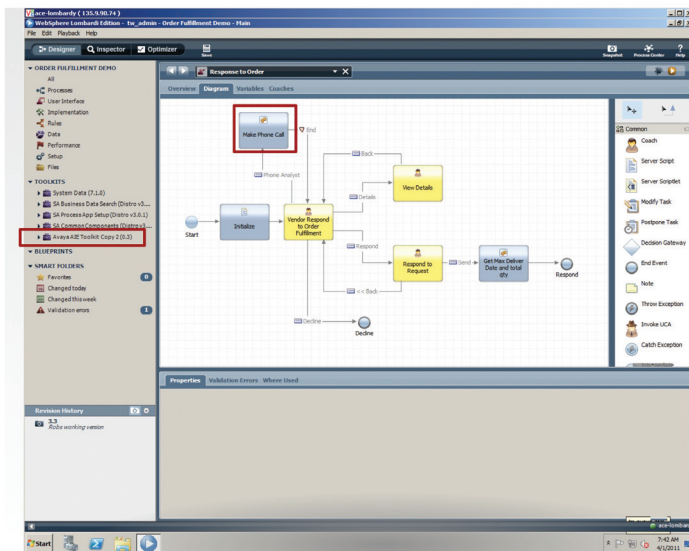 ace-lombardy ( 135.9.90.74 )
WebSphere Lombardi Edition - tw_admin - Order Fulfillment Demo - Main
File Edit Playback Help
Designer Inspector Optimizer
Save
Snapshot Process Center Help
ORDER FULFILLMENT DEMO
Response to Order
All
Overview Diagram Variables Coaches
Processes
User Interface
Implementation
Rules
Data
Performance
Setup
Files
TOOLKITS
System Data (7.1.0)
SA Business Data Search (Distro v3....
SA Process App Setup (Distro v3.0.1)
SA Common Components (Distro v3....
Avaya AIE Toolkit Copy 2 (0.3)
BLUEPRINTS
SMART FOLDERS
Favorites 0
Changed today
Changed this week
Validation errors 1
Make Phone Call
End
Back
Phone Analyst
View Details
Details
Start
Initialize
Vendor Respond to Order Fulfillment
Respond
Respond to Request
Send
Get Max Deliver Date and total qty
Respond
<< Back
Decline
Decline
Common
Coach
Server Script
Server Scriptlet
Modify Task
Postpone Task
Decision Gateway
End Event
Note
Throw Exception
Invoke UCA
Catch Exception
Properties Validation Errors Where Used
Revision History
3.3
Robs working version
Start
7:42 AM
4/1/2011